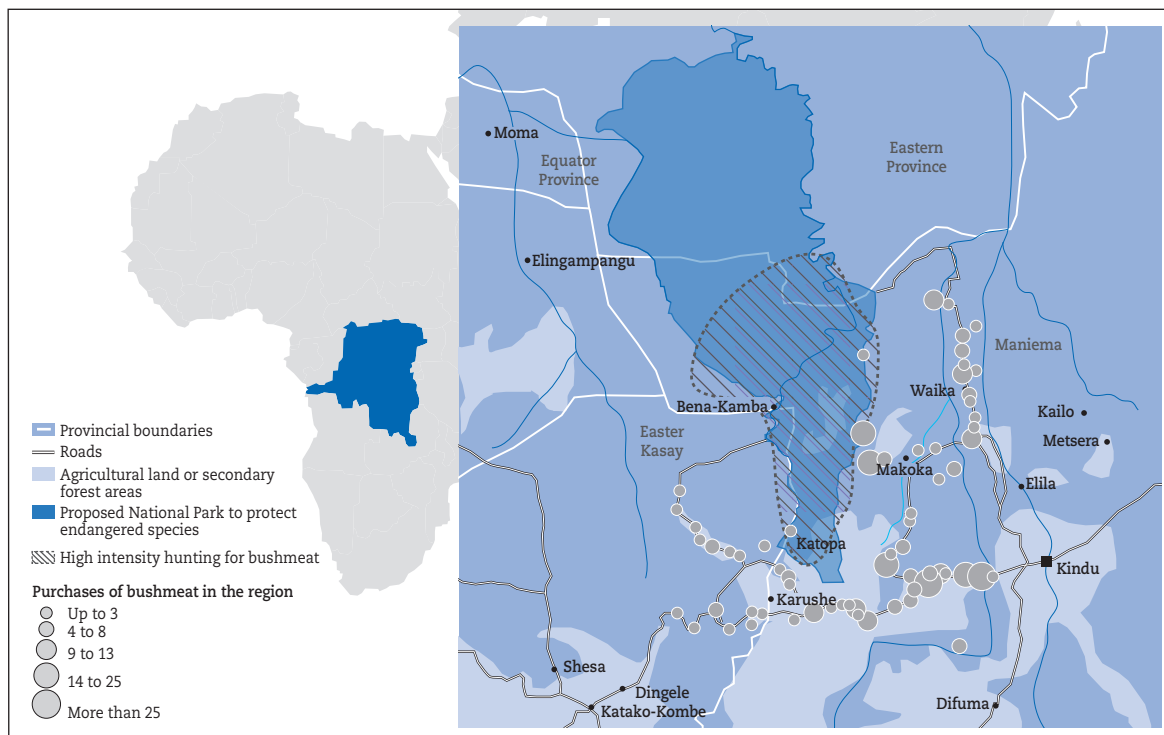 Moma
Equator
Province
Eastern
Province
Elingampangu
Maniema
Waika
Bena-Kamba
Kailo
Easter
Kasay
Metsera
Makoka
Elila
Katopa
Kindu
Karushe
Shesa
Dingele
Katako-Kombe
Difuma
Provincial boundaries
Roads
Agricultural land or secondary
forest areas
Proposed National Park to protect
endangered species
High intensity hunting for bushmeat
Purchases of bushmeat in the region
Up to 3
4 to 8
9 to 13
14 to 25
More than 25